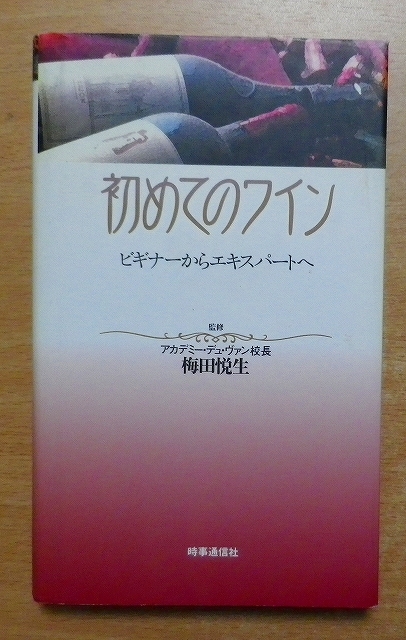 初めてのワイン
ビギナーからエキスパートへ
監修
アカデミー・デュ・ヴァン校長
梅田悦生
時事通信社